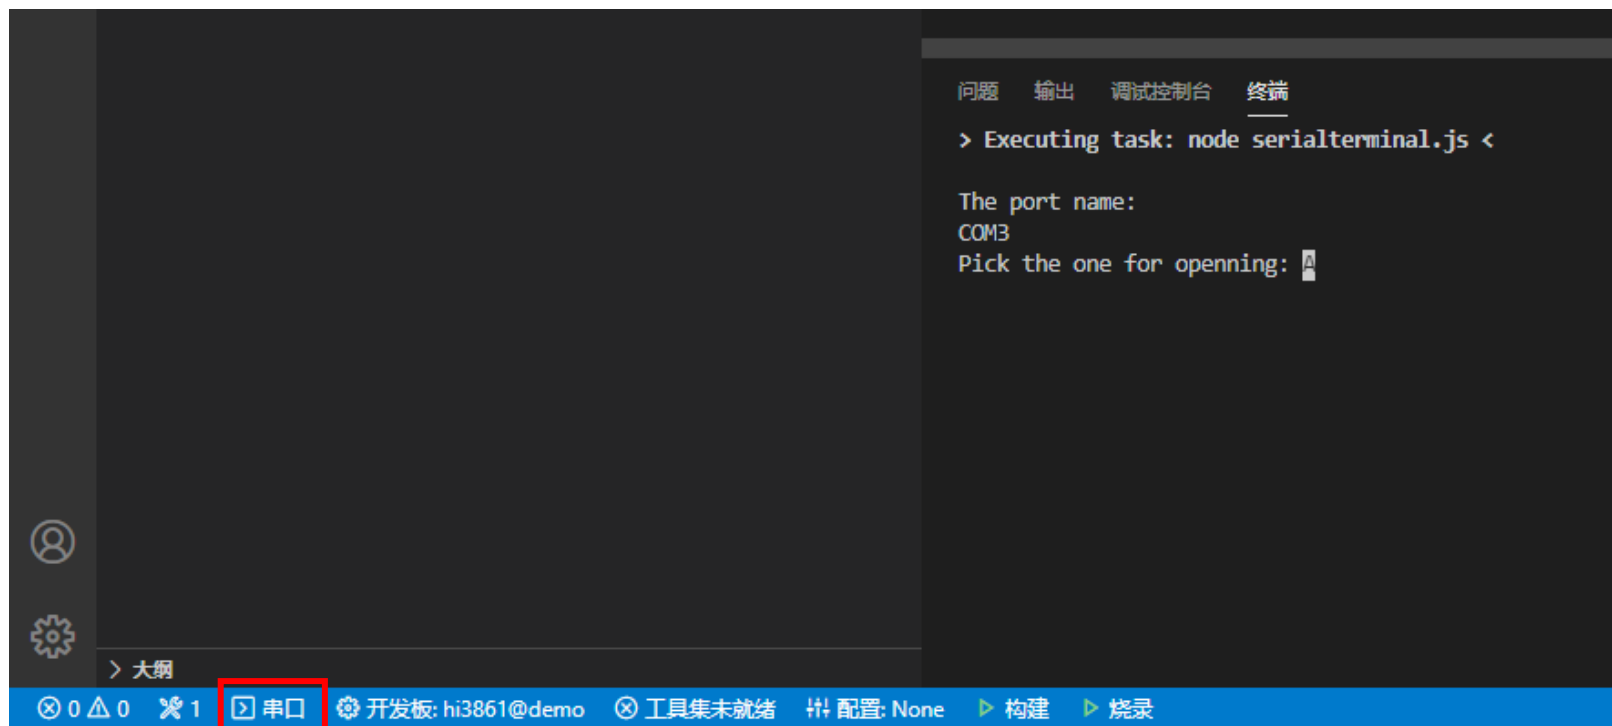 问题 输出 调试控制台 终端
> Executing task: node serialterminal.js <
The port name:
COM3
Pick the one for openning: A
大纲
0 0 1 串口 开发板: hi3861@demo 工具集未就绪 配置: None 构建 烧录